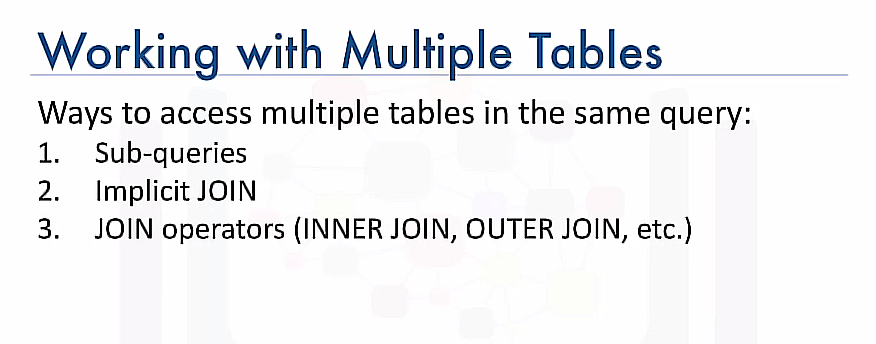 Working with Multiple Tables
Ways to access multiple tables in the same query:
1. Sub-queries
2. Implicit JOIN
3. JOIN operators (INNER JOIN, OUTER JOIN, etc.)